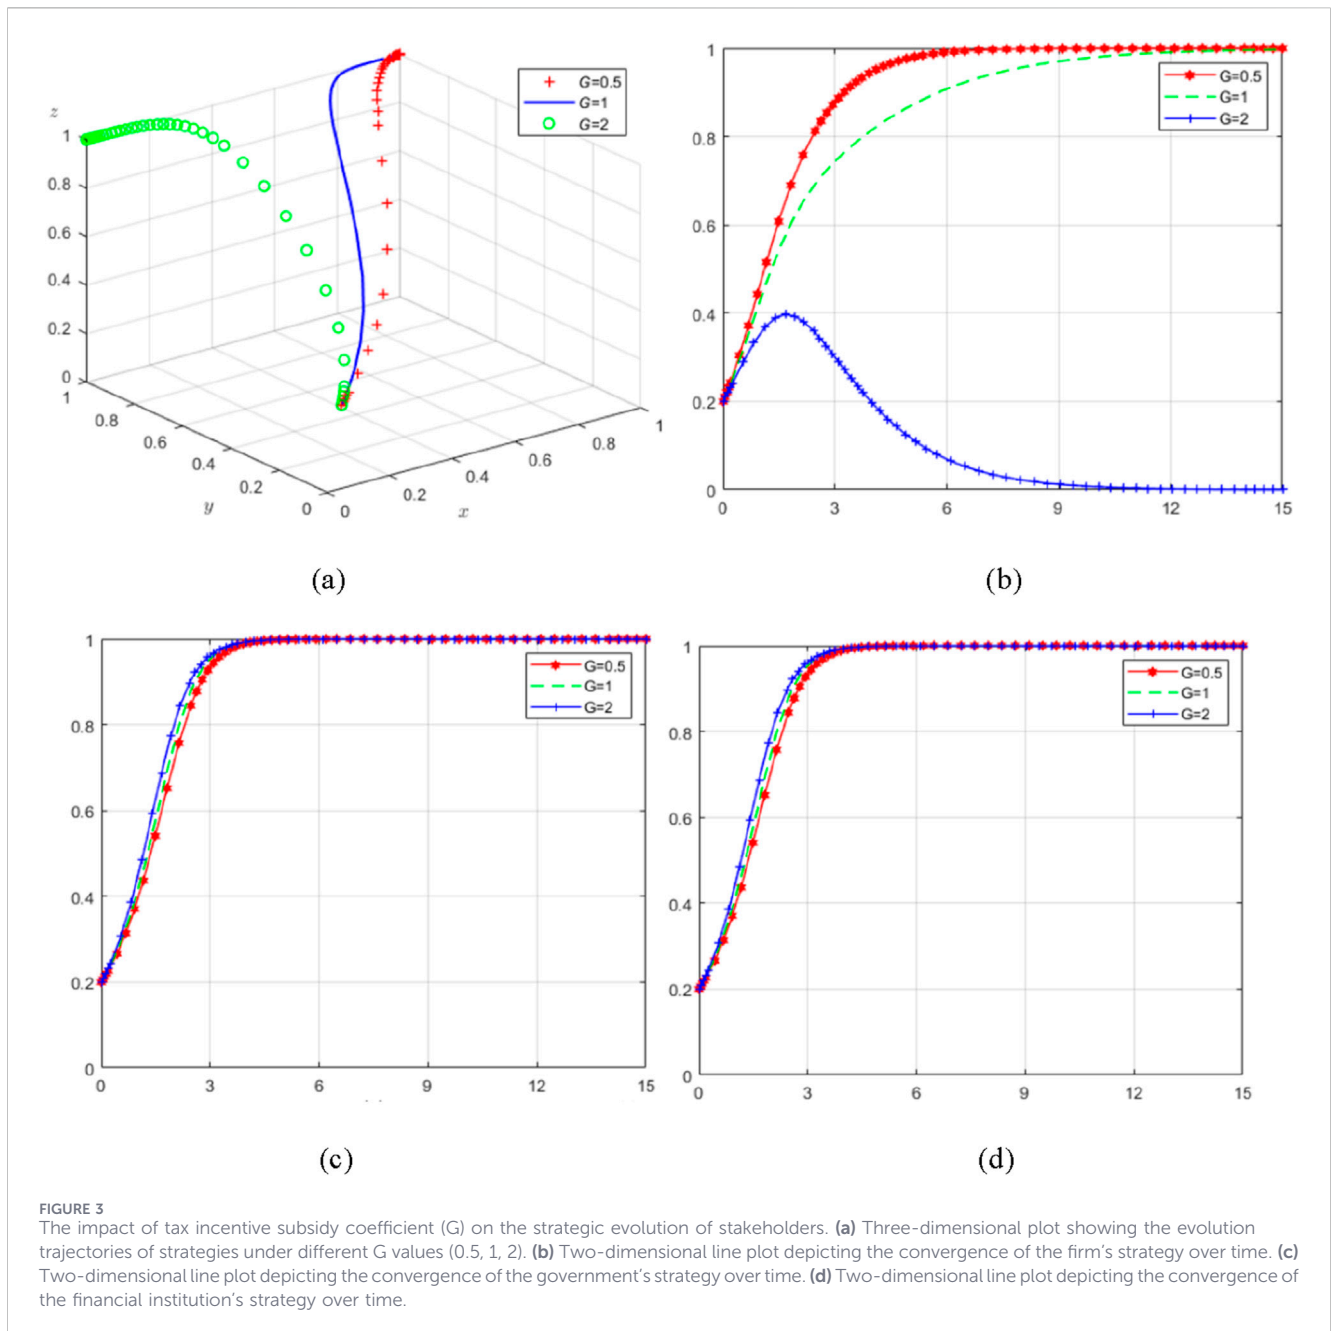 z
1
0.8
0.6
0.4
0.2
0
1
0.8
0.6
0.4
0.2
0
y
0
0.2
0.4
0.6
0.8
1
x
G=0.5
G=1
G=2
(a)
1
0.8
0.6
0.4
0.2
0
0 3 6 9 12 15
G=0.5
G=1
G=2
(b)
1
0.8
0.6
0.4
0.2
0
0 3 6 9 12 15
G=0.5
G=1
G=2
(c)
1
0.8
0.6
0.4
0.2
0
0 3 6 9 12 15
G=0.5
G=1
G=2
(d)
FIGURE 3
The impact of tax incentive subsidy coefficient (G) on the strategic evolution of stakeholders. (a) Three-dimensional plot showing the evolution
trajectories of strategies under different G values (0.5, 1, 2). (b) Two-dimensional line plot depicting the convergence of the firm's strategy over time. (c)
Two-dimensional line plot depicting the convergence of the government's strategy over time. (d) Two-dimensional line plot depicting the convergence of
the financial institution's strategy over time.